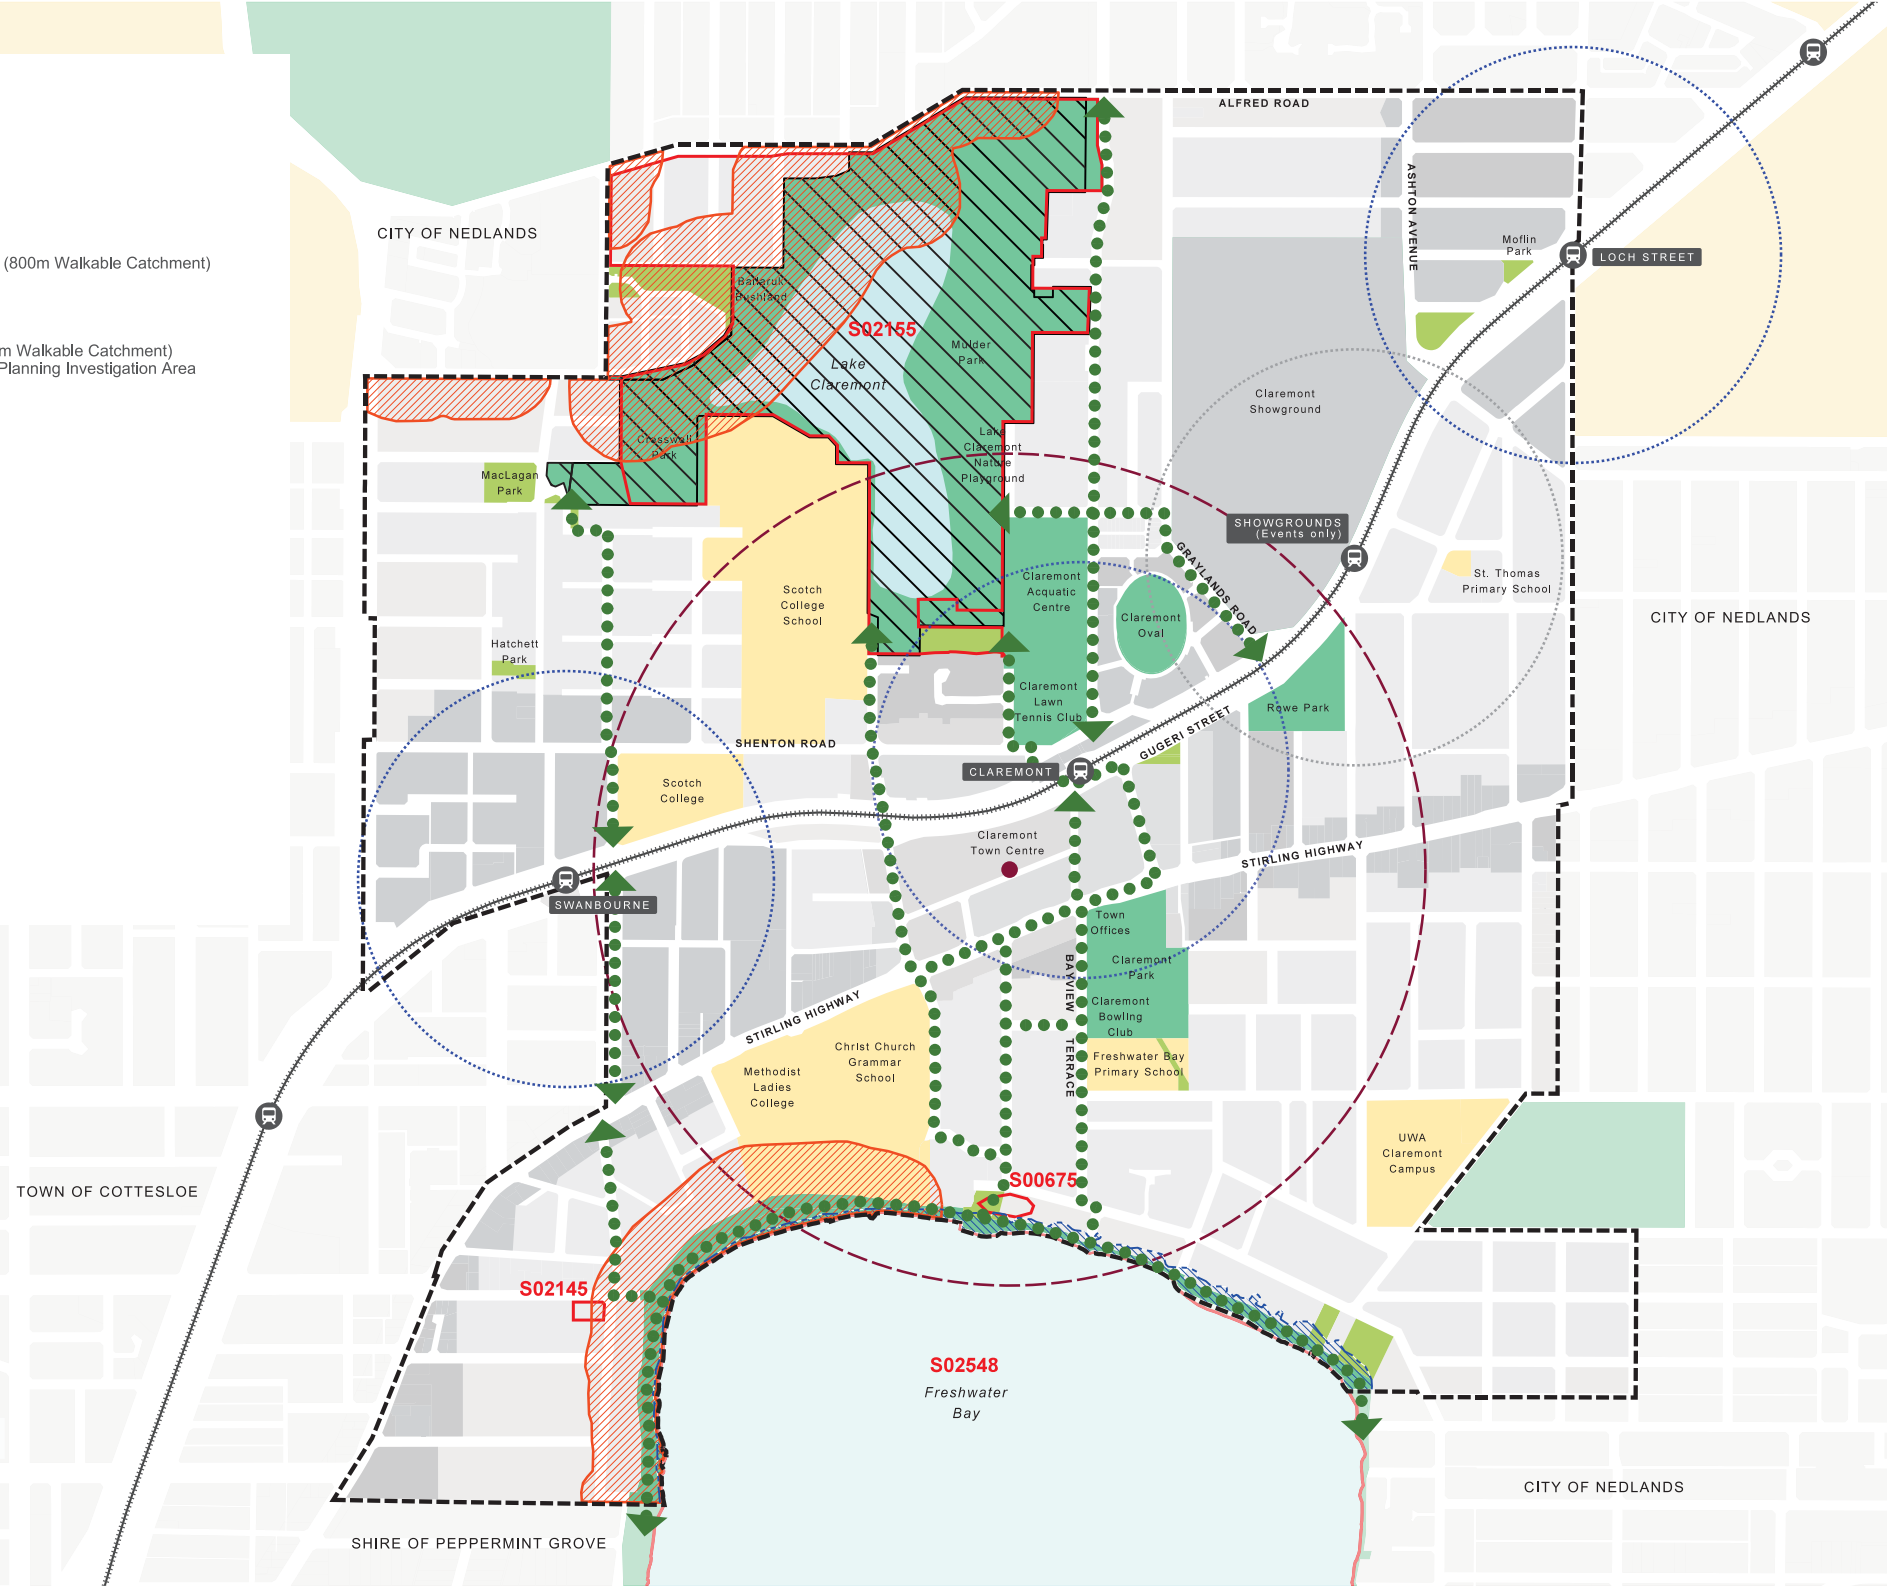 ALFRED ROAD
ASHTON AVENUE
CITY OF NEDLANDS
Moflin
Park
LOCH STREET
(800m Walkable Catchment)
Ballaruk
Bushland
S02155
Mulder
Park
Lake
Claremont
m Walkable Catchment)
Planning Investigation Area
Claremont
Showground
Cresswell
Park
Lake
Claremont
Nature
Playground
MacLagan
Park
SHOWGROUNDS
(Events only)
GRAYLANDS ROAD
St. Thomas
Primary School
Scotch
College
School
Claremont
Acquatic
Centre
Claremont
Oval
CITY OF NEDLANDS
Hatchett
Park
Claremont
Lawn
Tennis Club
Rowe Park
GUGERI STREET
SHENTON ROAD
CLAREMONT
Scotch
College
Claremont
Town Centre
STIRLING HIGHWAY
SWANBOURNE
Town
Offices
Claremont
Park
BAYVIEW TERRACE
Claremont
Bowling
Club
STIRLING HIGHWAY
Christ Church
Grammar
School
Freshwater Bay
Primary School
Methodist
Ladies
College
UWA
Claremont
Campus
TOWN OF COTTESLOE
S00675
S02145
S02548
Freshwater
Bay
CITY OF NEDLANDS
SHIRE OF PEPPERMINT GROVE